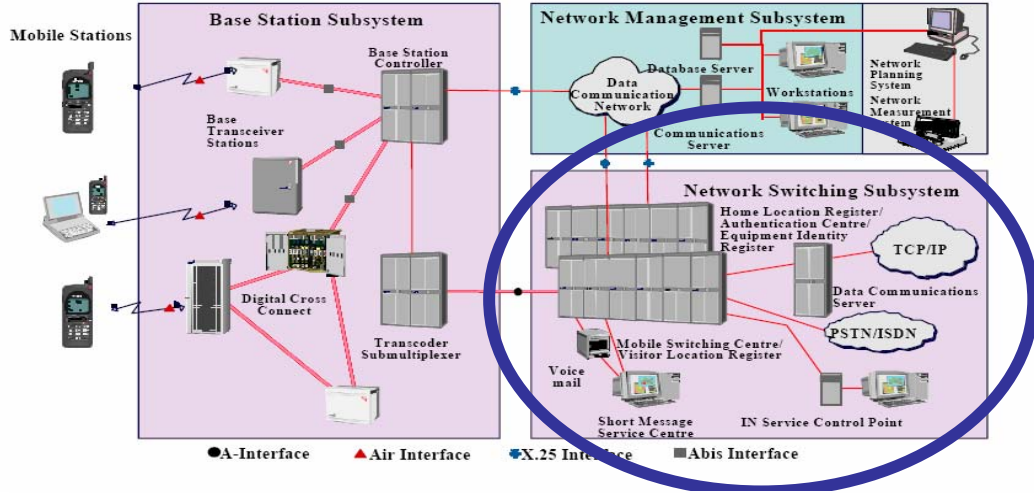 Mobile Stations
Base Station Subsystem
Base Station
Controller
Base
Transceiver
Stations
Digital Cross
Connect
Transcoder
Submultiplexer
Network Management Subsystem
Data
Communication
Network
Database Server
Workstations
Communications
Server
Network
Planning
System
Network
Measurement
System
Network Switching Subsystem
Home Location Register/
Authentication Centre/
Equipment Identity
Register
TCP/IP
Data Communications
Server
PSTN/ISDN
Mobile Switching Centre/
Visitor Location Register
Voice
mail
Short Message
Service Centre
IN Service Control Point
A-Interface
Air Interface
X.25 Interface
Abis Interface